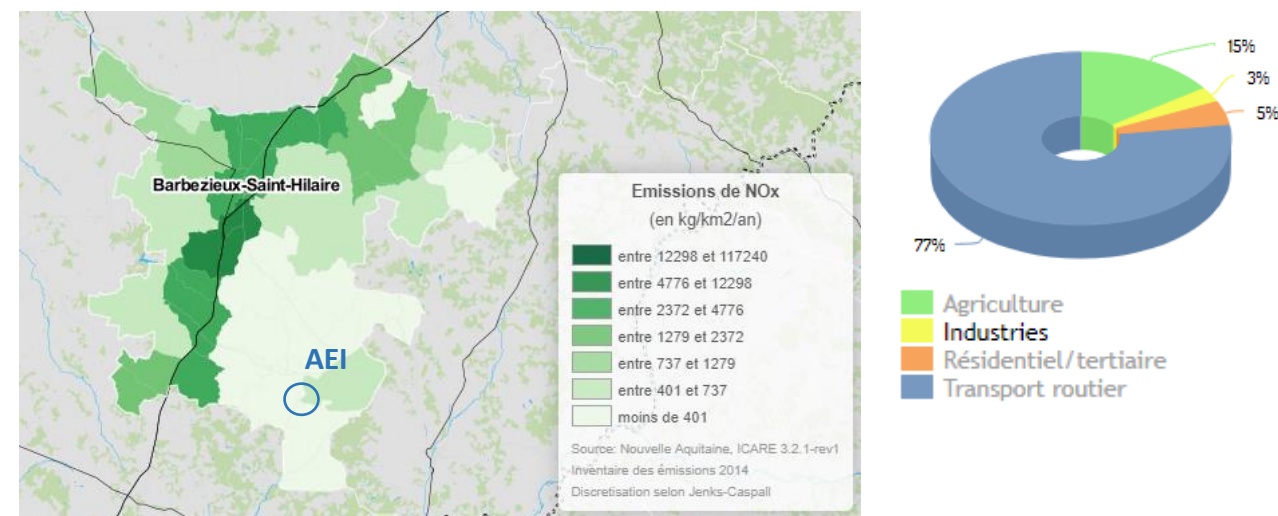 Barbezieux-Saint-Hilaire
AEI
Emissions de NOx
(en kg/km2/an)
entre 12298 et 117240
entre 4776 et 12298
entre 2372 et 4776
entre 1279 et 2372
entre 737 et 1279
entre 401 et 737
moins de 401
Source: Nouvelle Aquitaine, ICARE 3.2.1-rev1
Inventaire des émissions 2014
Discretisation selon Jenks-Caspall
15%
3%
5%
77%
Agriculture
Industries
Résidentiel/tertiaire
Transport routier